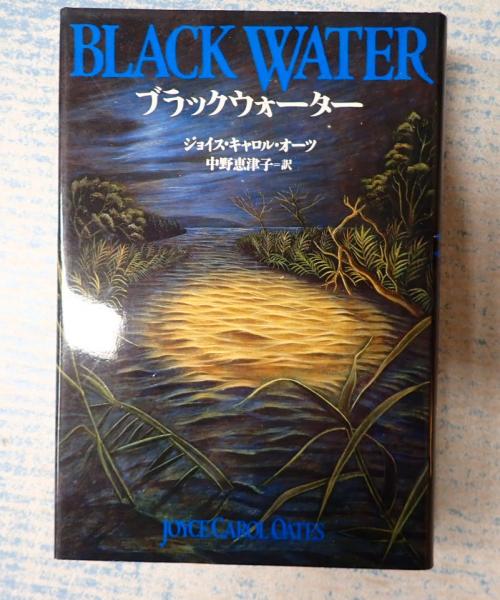 BLACK WATER
ブラックウォーター
ジョイス・キャロル・オーツ
中野恵津子=訳
JOYCE CAROL OATES